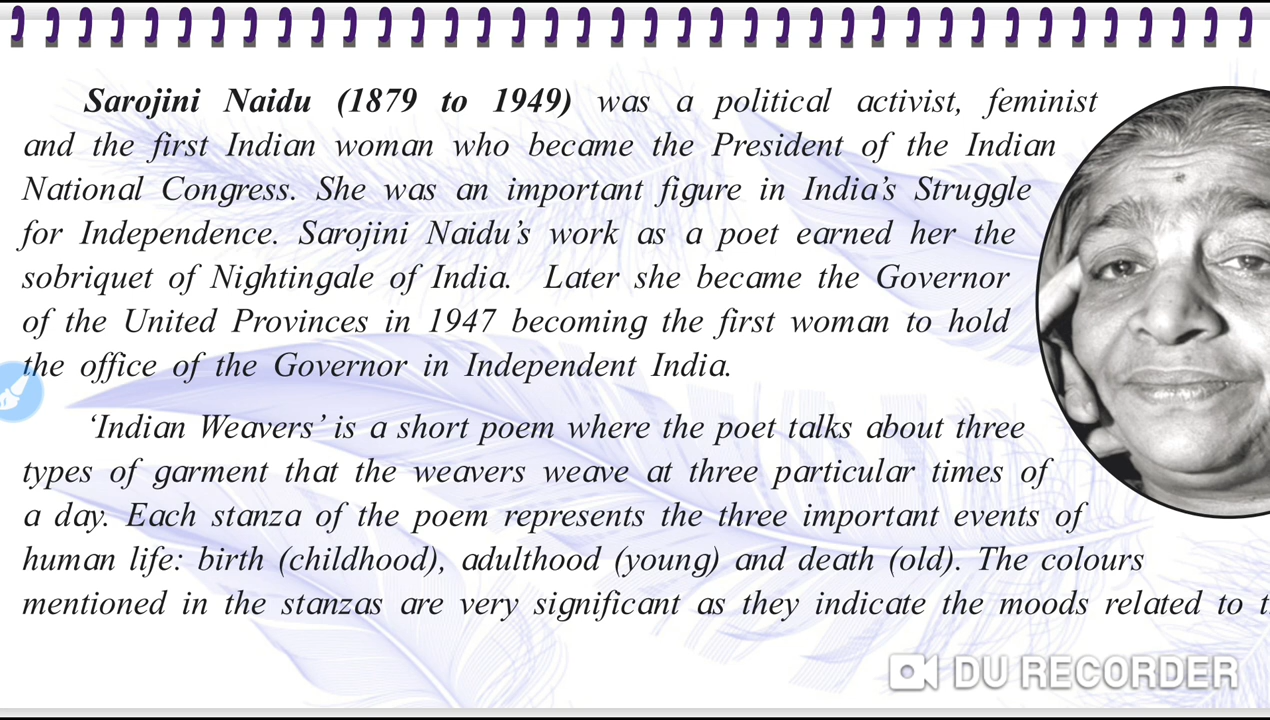 Sarojini Naidu (1879 to 1949) was a political activist, feminist
and the first Indian woman who became the President of the Indian
National Congress. She was an important figure in India's Struggle
for Independence. Sarojini Naidu's work as a poet earned her the
sobriquet of Nightingale of India. Later she became the Governor
of the United Provinces in 1947 becoming the first woman to hold
the office of the Governor in Independent India.
'Indian Weavers' is a short poem where the poet talks about three
types of garment that the weavers weave at three particular times of
a day. Each stanza of the poem represents the three important events of
human life: birth (childhood), adulthood (young) and death (old). The colours
mentioned in the stanzas are very significant as they indicate the moods related to
DU RECORDER